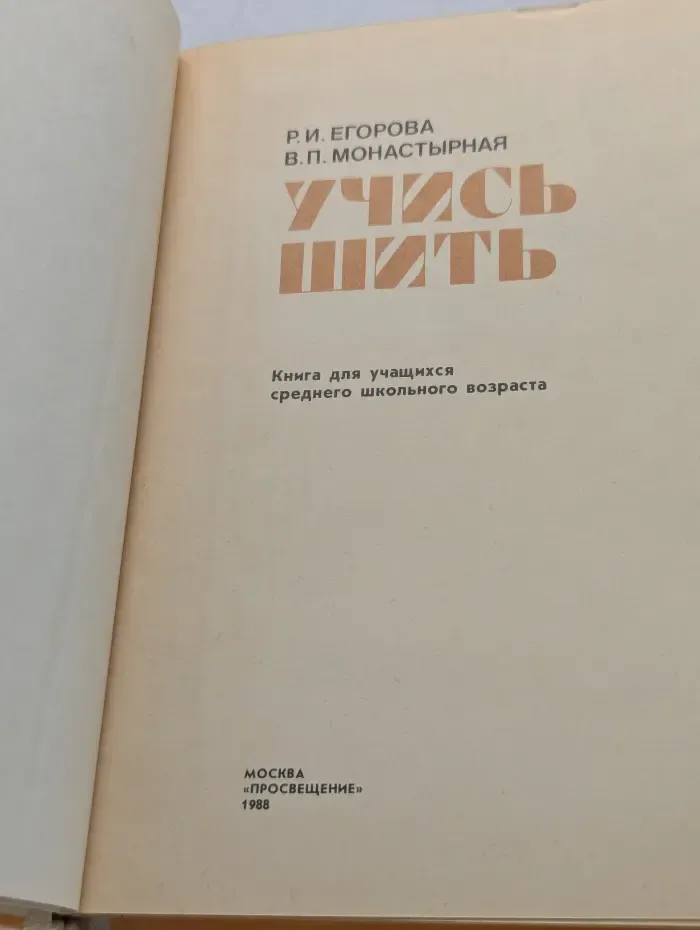 Р. И. ЕГОРОВА
В. П. МОНАСТЫРНАЯ
УЧИСЬ
ШИТЬ
Книга для учащихся
среднего школьного возраста
МОСКВА
«ПРОСВЕЩЕНИЕ»
1988